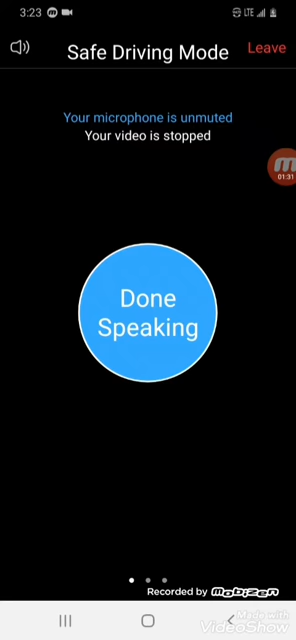 3:23
LTE
Safe Driving Mode
Leave
Your microphone is unmuted
Your video is stopped
01:31
Done
Speaking
Recorded by Mobizen
Made with
VideoShow